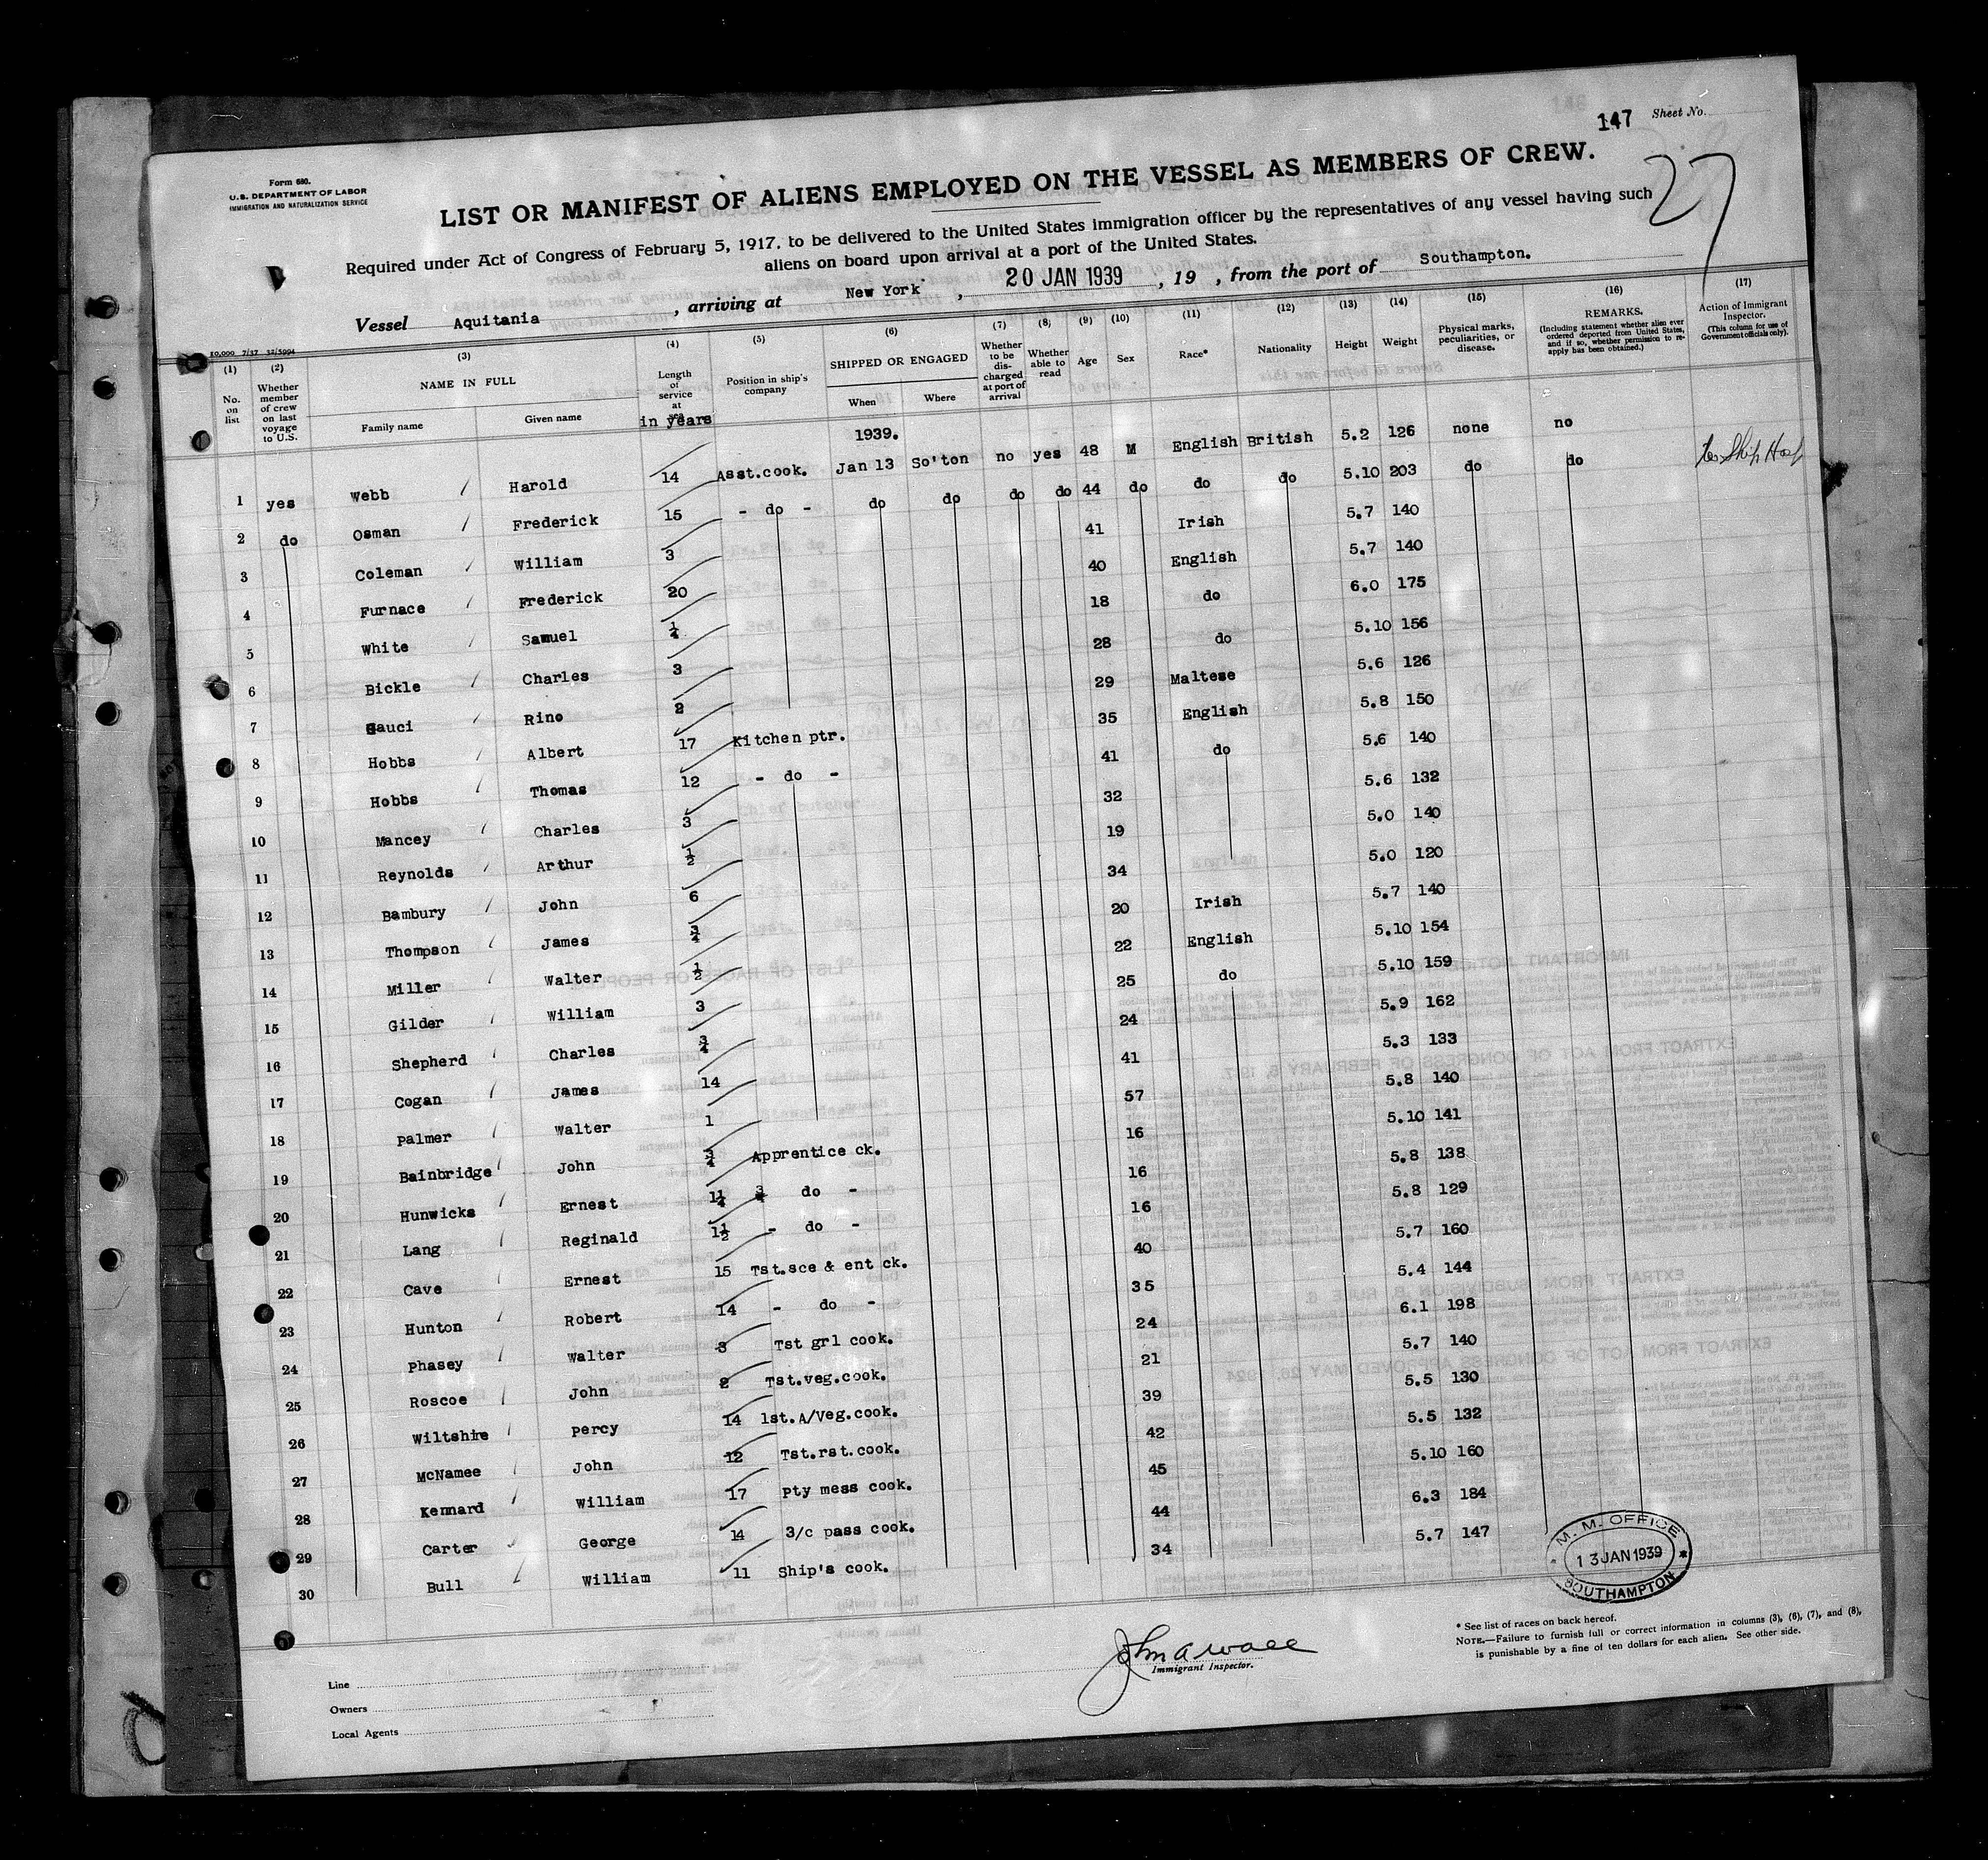 147 Sheet No.
27
Form 680.
U.S. DEPARTMENT OF LABOR
IMMIGRATION AND NATURALIZATION SERVICE
LIST OR MANIFEST OF ALIENS EMPLOYED ON THE VESSEL AS MEMBERS OF CREW.
Required under Act of Congress of February 5, 1917, to be delivered to the United States immigration officer by the representatives of any vessel having such
aliens on board upon arrival at a port of the United States.
Vessel Aquitania, arriving at New York, 20 JAN 1939, 19 , from the port of Southampton.
10,000 7/37 32/5994
(1) No. on list
(2) Whether member of crew on last voyage to U.S.
(3) NAME IN FULL Family name Given name
(4) Length of service at sea in years
(5) Position in ship's company
(6) SHIPPED OR ENGAGED When Where
(7) Whether to be discharged at port of arrival
(8) Whether able to read
(9) Age
(10) Sex
(11) Race*
(12) Nationality
(13) Height
(14) Weight
(15) Physical marks, peculiarities, or disease.
(16) REMARKS. (Including statement whether alien ever ordered deported from United States, and if so, whether permission to reapply has been obtained.)
(17) Action of Immigrant Inspector. (This column for use of Government officials only).
1939.
1 yes Webb Harold 14 Asst.cook. Jan 13 So'ton no yes 48 M English British 5.2 126 none no
2 do Osman Frederick 15 - do - do do do do 44 do do do 5.10 203 do do
3 Coleman William 3 41 Irish 5.7 140
4 Furnace Frederick 20 40 English 5.7 140
5 White Samuel 1/4 18 do 6.0 175
6 Bickle Charles 3 28 do 5.10 156
7 Gauci Rino 2 29 Maltese 5.6 126
8 Hobbs Albert 17 Kitchen ptr. 35 English 5.8 150
9 Hobbs Thomas 12 - do - 41 do 5.6 140
10 Mancey Charles 3 32 5.6 132
11 Reynolds Arthur 1/2 19 5.0 140
12 Bambury John 6 34 5.0 120
13 Thompson James 3/4 20 Irish 5.7 140
14 Miller Walter 1/2 22 English 5.10 154
15 Gilder William 3 25 do 5.10 159
16 Shepherd Charles 3/4 24 5.9 162
17 Cogan James 14 41 5.3 133
18 Palmer Walter 1 57 5.8 140
19 Bainbridge John 3/4 Apprentice ck. 16 5.10 141
20 Hunwicks Ernest 1 1/4 do - 16 5.8 138
21 Lang Reginald 1 1/2 - do - 16 5.8 129
22 Cave Ernest 15 Tst.sce & ent ck. 40 5.7 160
23 Hunton Robert 14 - do - 35 5.4 144
24 Phasey Walter 3 Tst grl cook. 24 6.1 198
25 Roscoe John 2 Tst.veg.cook. 21 5.7 140
26 Wiltshire Percy 14 1st.A/Veg.cook. 39 5.5 130
27 McNamee John 12 Tst.rst.cook. 42 5.5 132
28 Kennard William 17 Pty mess cook. 45 5.10 160
29 Carter George 14 3/c pass cook. 44 6.3 184
30 Bull William 11 Ship's cook. 34 5.7 147
M. M. OFFICE
13 JAN 1939
SOUTHAMPTON
Immigrant Inspector.
* See list of races on back hereof.
NOTE.—Failure to furnish full or correct information in columns (3), (6), (7), and (8),
is punishable by a fine of ten dollars for each alien. See other side.
Line
Owners
Local Agents